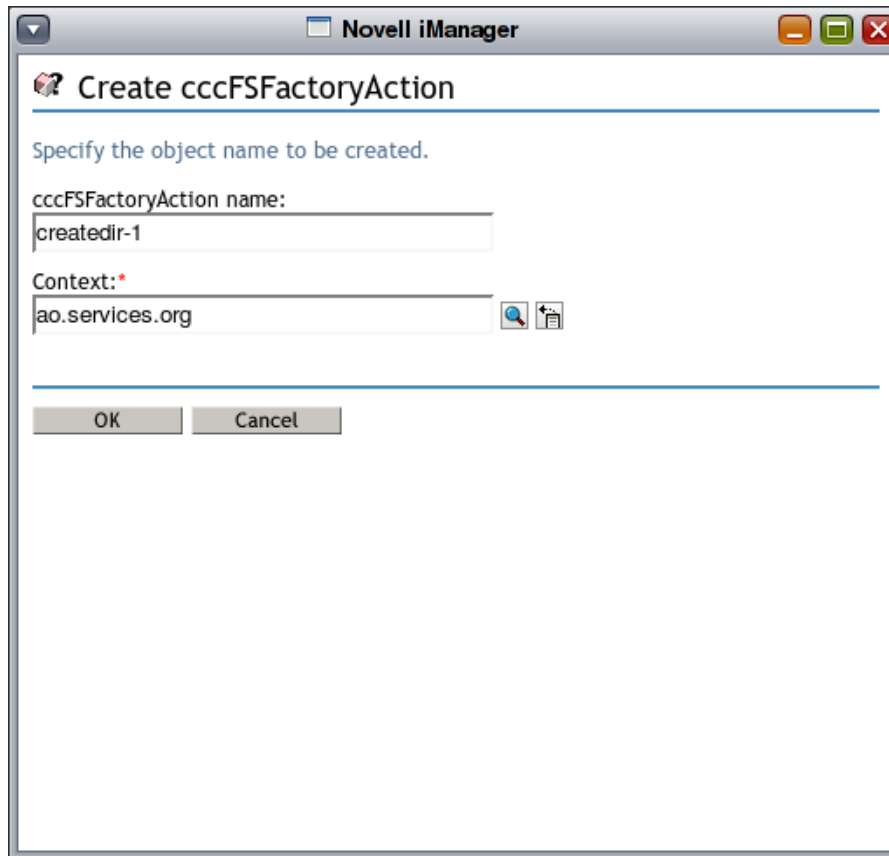 Novell iManager
Create cccFSFactoryAction
Specify the object name to be created.
cccFSFactoryAction name:
createdir-1
Context:*
ao.services.org
OK Cancel